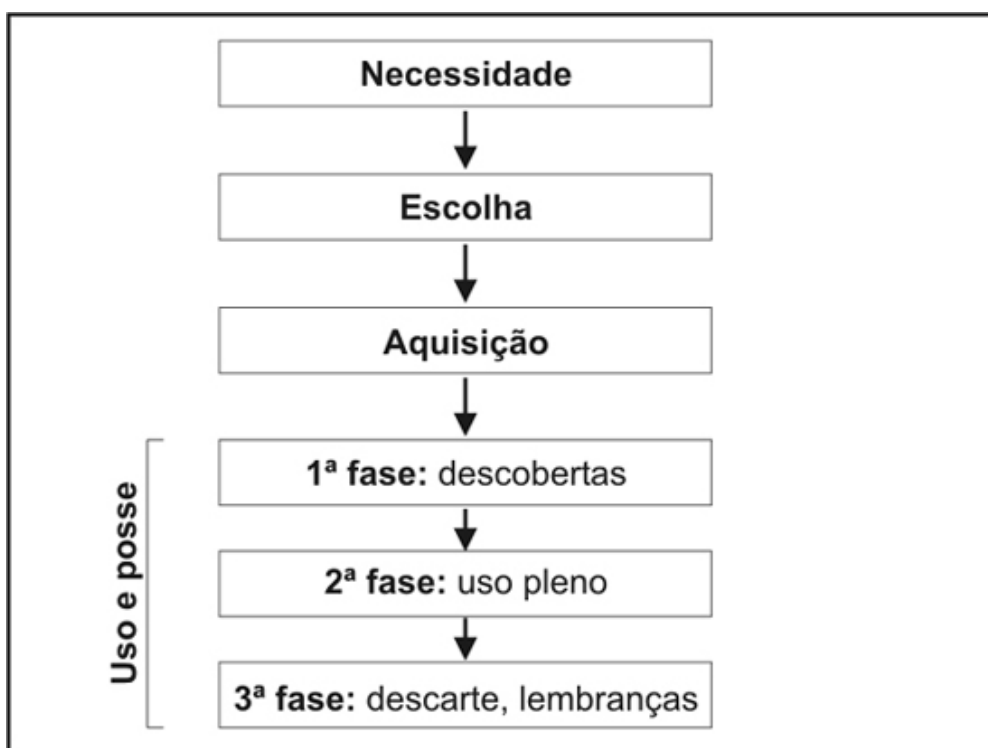 Necessidade
Escolha
Aquisição
Uso e posse
1ª fase: descobertas
2ª fase: uso pleno
3ª fase: descarte, lembranças